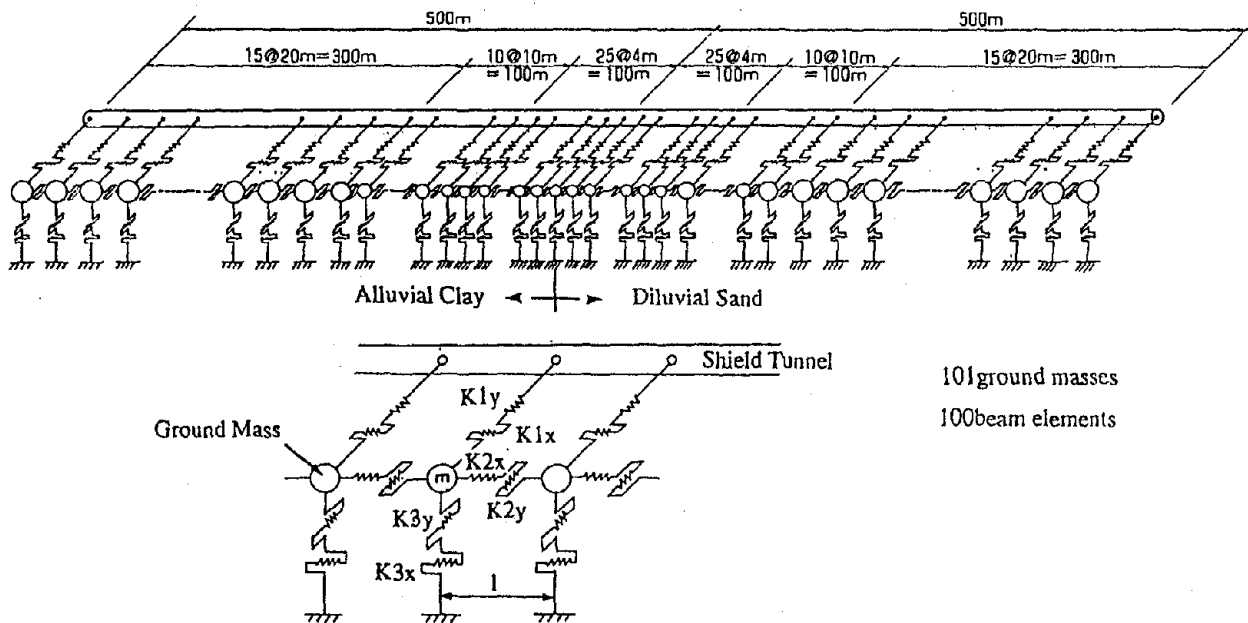 500m 500m
15@20m=300m 10@10m 25@4m 25@4m 10@10m 15@20m=300m
=100m =100m =100m =100m
Alluvial Clay Diluvial Sand
Shield Tunnel
101ground masses
K1y
100beam elements
Ground Mass
K1x
K2x
m
K3y K2y
K3x
1